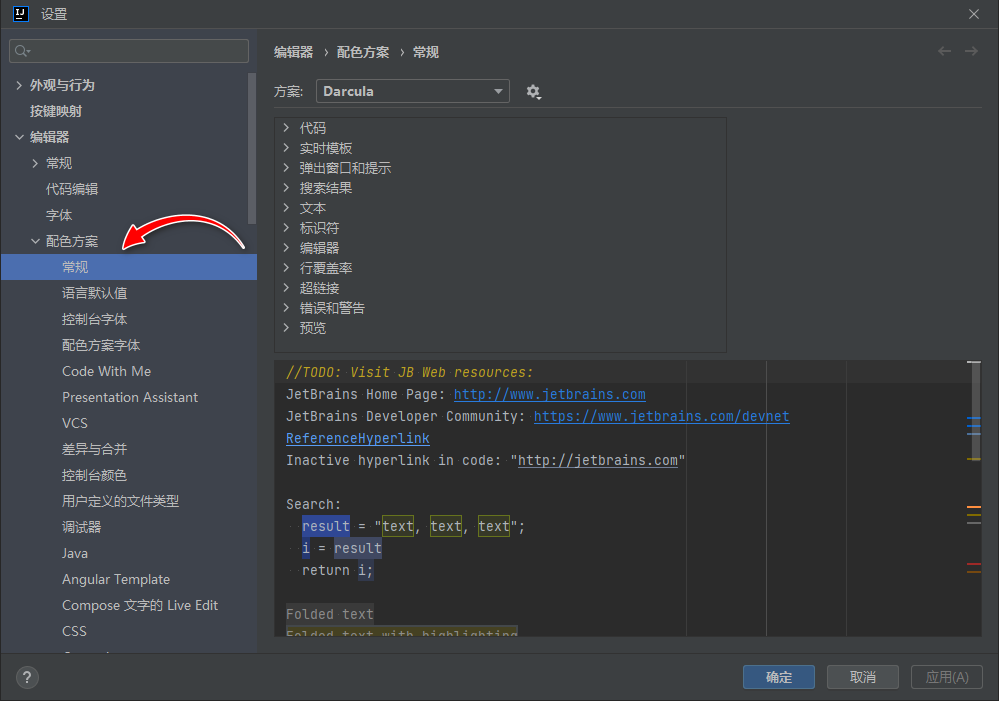 IJ 设置
外观与行为
按键映射
编辑器
常规
代码编辑
字体
配色方案
常规
语言默认值
控制台字体
配色方案字体
Code With Me
Presentation Assistant
VCS
差异与合并
控制台颜色
用户定义的文件类型
调试器
Java
Angular Template
Compose 文字的 Live Edit
CSS
编辑器 › 配色方案 › 常规
方案: Darcula
代码
实时模板
弹出窗口和提示
搜索结果
文本
标识符
编辑器
行覆盖率
超链接
错误和警告
预览
//TODO: Visit JB Web resources:
JetBrains Home Page: http://www.jetbrains.com
JetBrains Developer Community: https://www.jetbrains.com/devnet
ReferenceHyperlink
Inactive hyperlink in code: "http://jetbrains.com"
Search:
result = "text, text, text";
i = result
return i;
Folded text
Folded text with highlighting
? 确定 取消 应用(A)